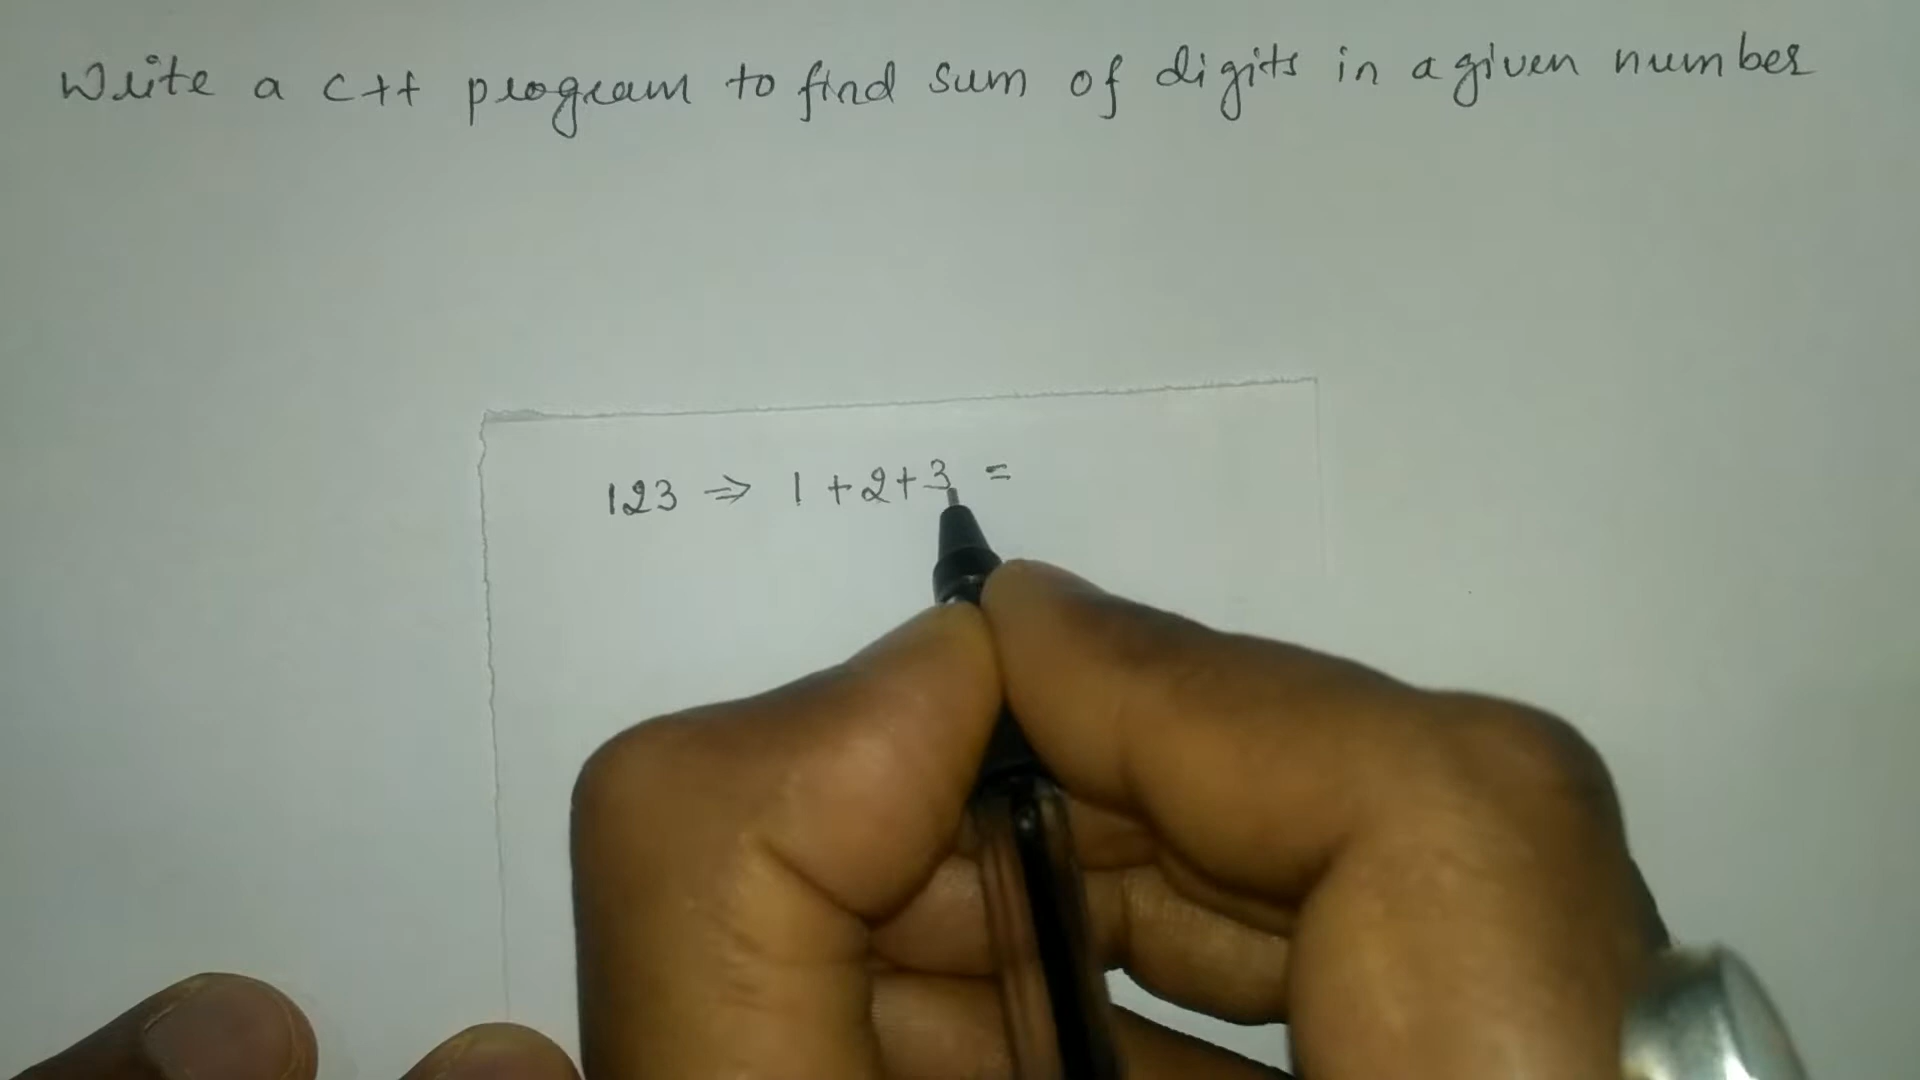 Write a c++ program to find sum of digits in a given number
123 ⇒ 1+2+3 =